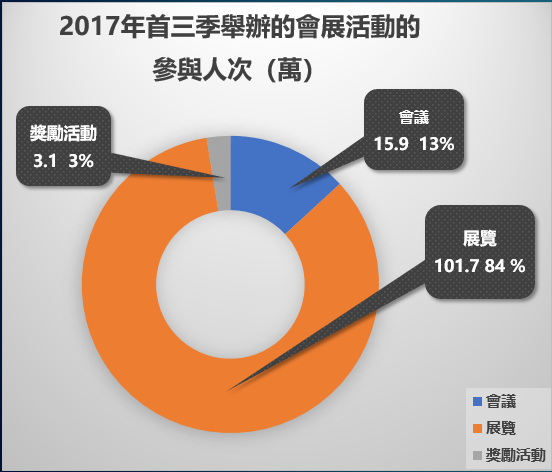 2017年首三季舉辦的會展活動的
參與人次（萬）
獎勵活動
3.1 3%
會議
15.9 13%
展覽
101.7 84 %
會議
展覽
獎勵活動